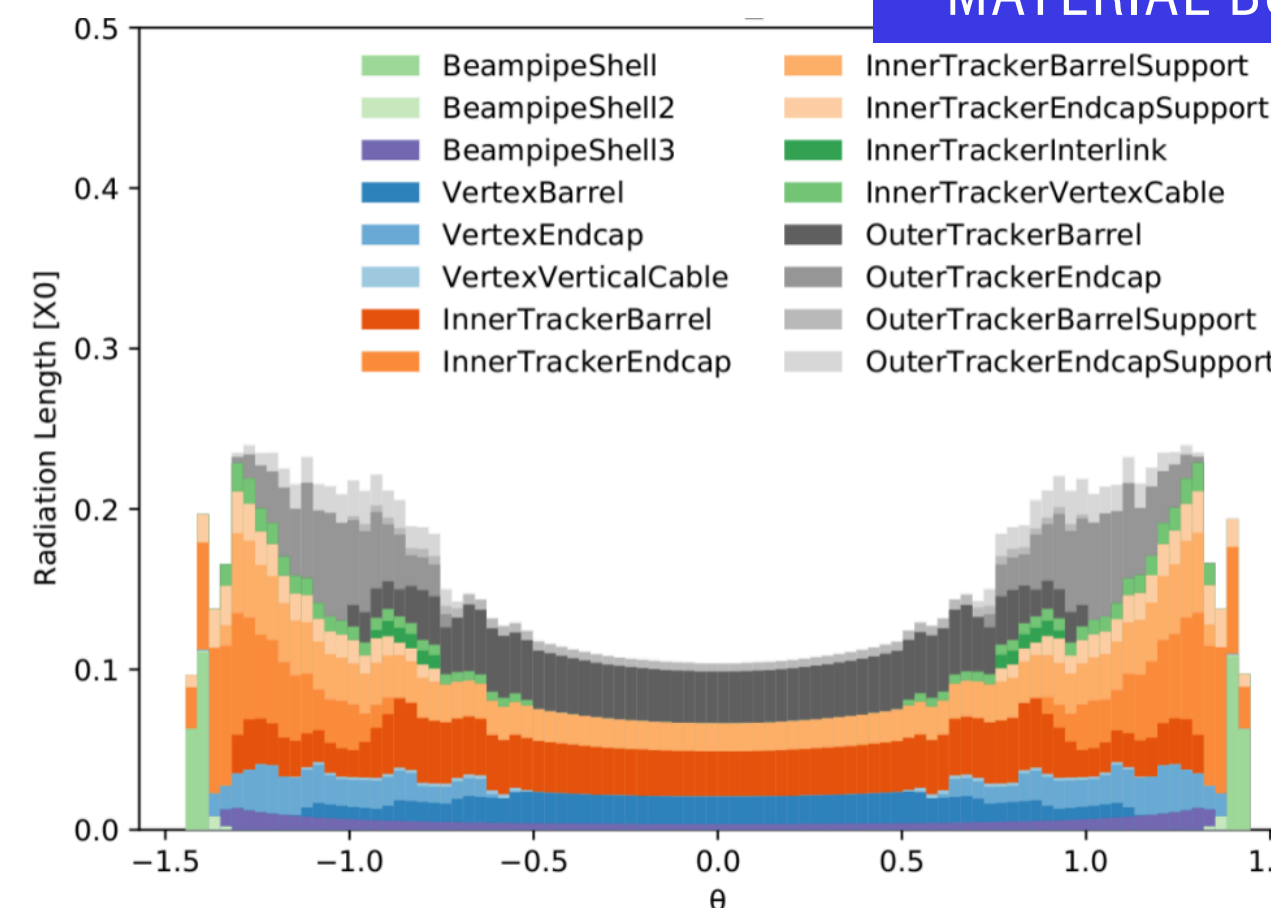 MATERIAL
0.5
BeampipeShell
BeampipeShell2
BeampipeShell3
VertexBarrel
VertexEndcap
VertexVerticalCable
InnerTrackerBarrel
InnerTrackerEndcap
InnerTrackerBarrelSupport
InnerTrackerEndcapSupport
InnerTrackerInterlink
InnerTrackerVertexCable
OuterTrackerBarrel
OuterTrackerEndcap
OuterTrackerBarrelSupport
OuterTrackerEndcapSupport
0.4
0.3
0.2
0.1
0.0
Radiation Length [X0]
−1.5 −1.0 −0.5 0.0 0.5 1.0
θ